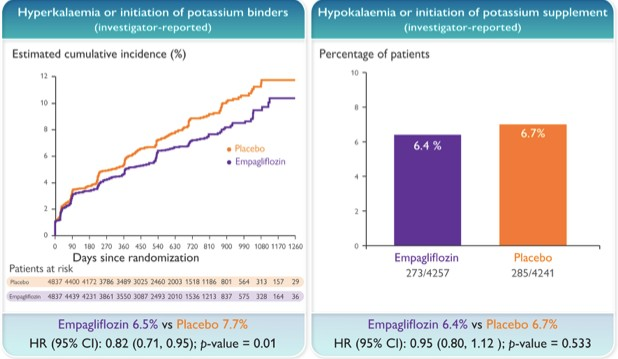 Hyperkalaemia or initiation of potassium binders
(investigator-reported)
Estimated cumulative incidence (%)
12
10
8
6
4
2
0
Placebo
Empagliflozin
0 90 180 270 360 450 540 630 720 810 900 990 1080 1170 1260
Days since randomization
Patients at risk
Placebo 4837 4400 4172 3786 3489 3025 2460 2003 1518 1186 801 564 313 157 29
Empagliflozin 4837 4439 4231 3861 3550 3087 2493 2010 1536 1213 837 575 328 164 36
Empagliflozin 6.5% vs Placebo 7.7%
HR (95% CI): 0.82 (0.71, 0.95); p-value = 0.01
Hypokalaemia or initiation of potassium supplement
(investigator-reported)
Percentage of patients
10
8
6
4
2
0
6.4 %
6.7%
Empagliflozin
273/4257
Placebo
285/4241
Empagliflozin 6.4% vs Placebo 6.7%
HR (95% CI): 0.95 (0.80, 1.12 ); p-value = 0.533